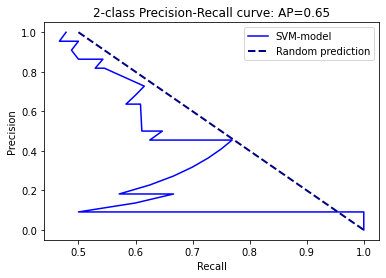 2-class Precision-Recall curve: AP=0.65
SVM-model
Random prediction
Precision
1.0
0.8
0.6
0.4
0.2
0.0
0.5 0.6 0.7 0.8 0.9 1.0
Recall